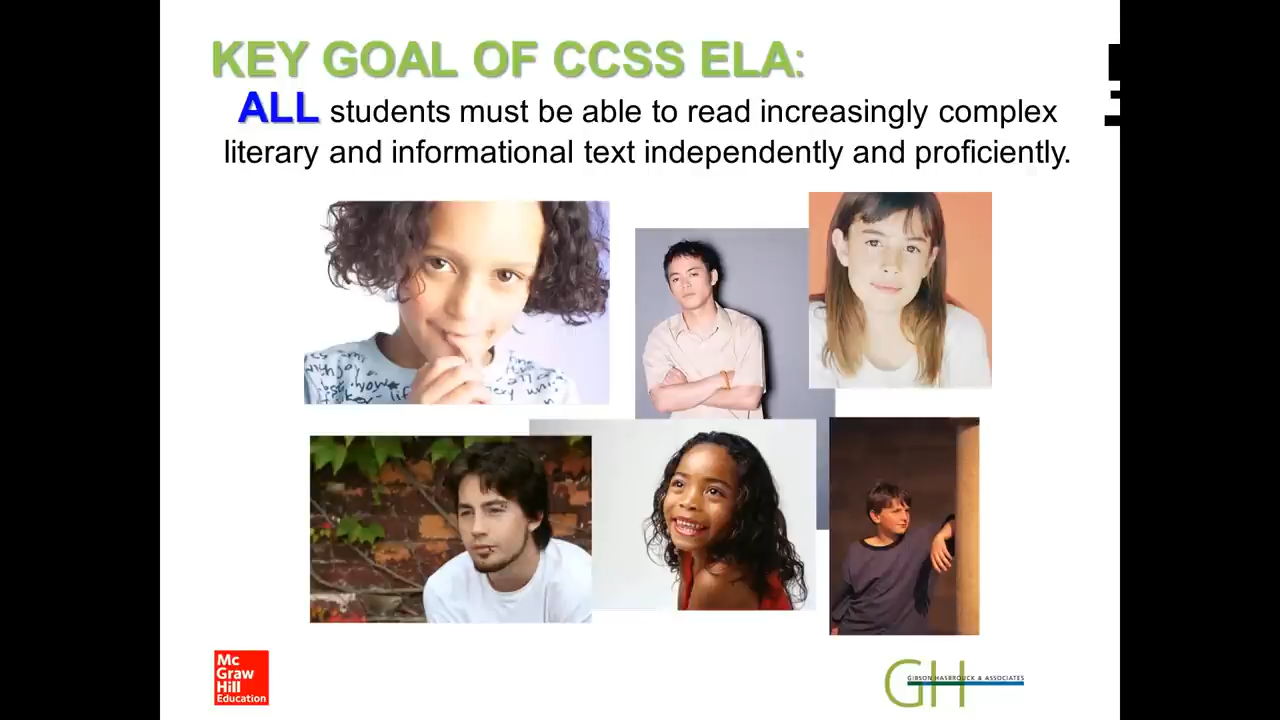 KEY GOAL OF CCSS ELA:
ALL students must be able to read increasingly complex
literary and informational text independently and proficiently.
Mc
Graw
Hill
Education
GH
GIBSON HASBROUCK & ASSOCIATES